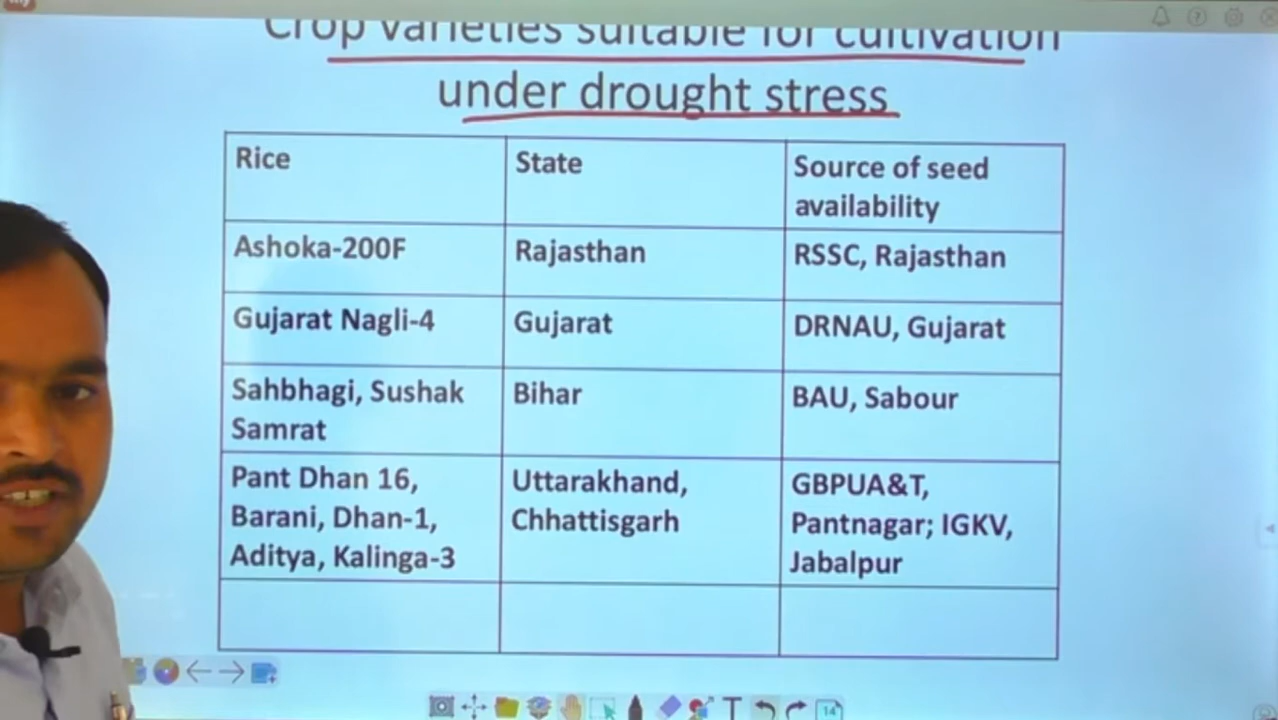 Crop varieties suitable for cultivation
under drought stress
Rice
State
Source of seed
availability
Ashoka-200F
Rajasthan
RSSC, Rajasthan
Gujarat Nagli-4
Gujarat
DRNAU, Gujarat
Sahbhagi, Sushak
Samrat
Bihar
BAU, Sabour
Pant Dhan 16,
Barani, Dhan-1,
Aditya, Kalinga-3
Uttarakhand,
Chhattisgarh
GBPUA&T,
Pantnagar; IGKV,
Jabalpur
T
14